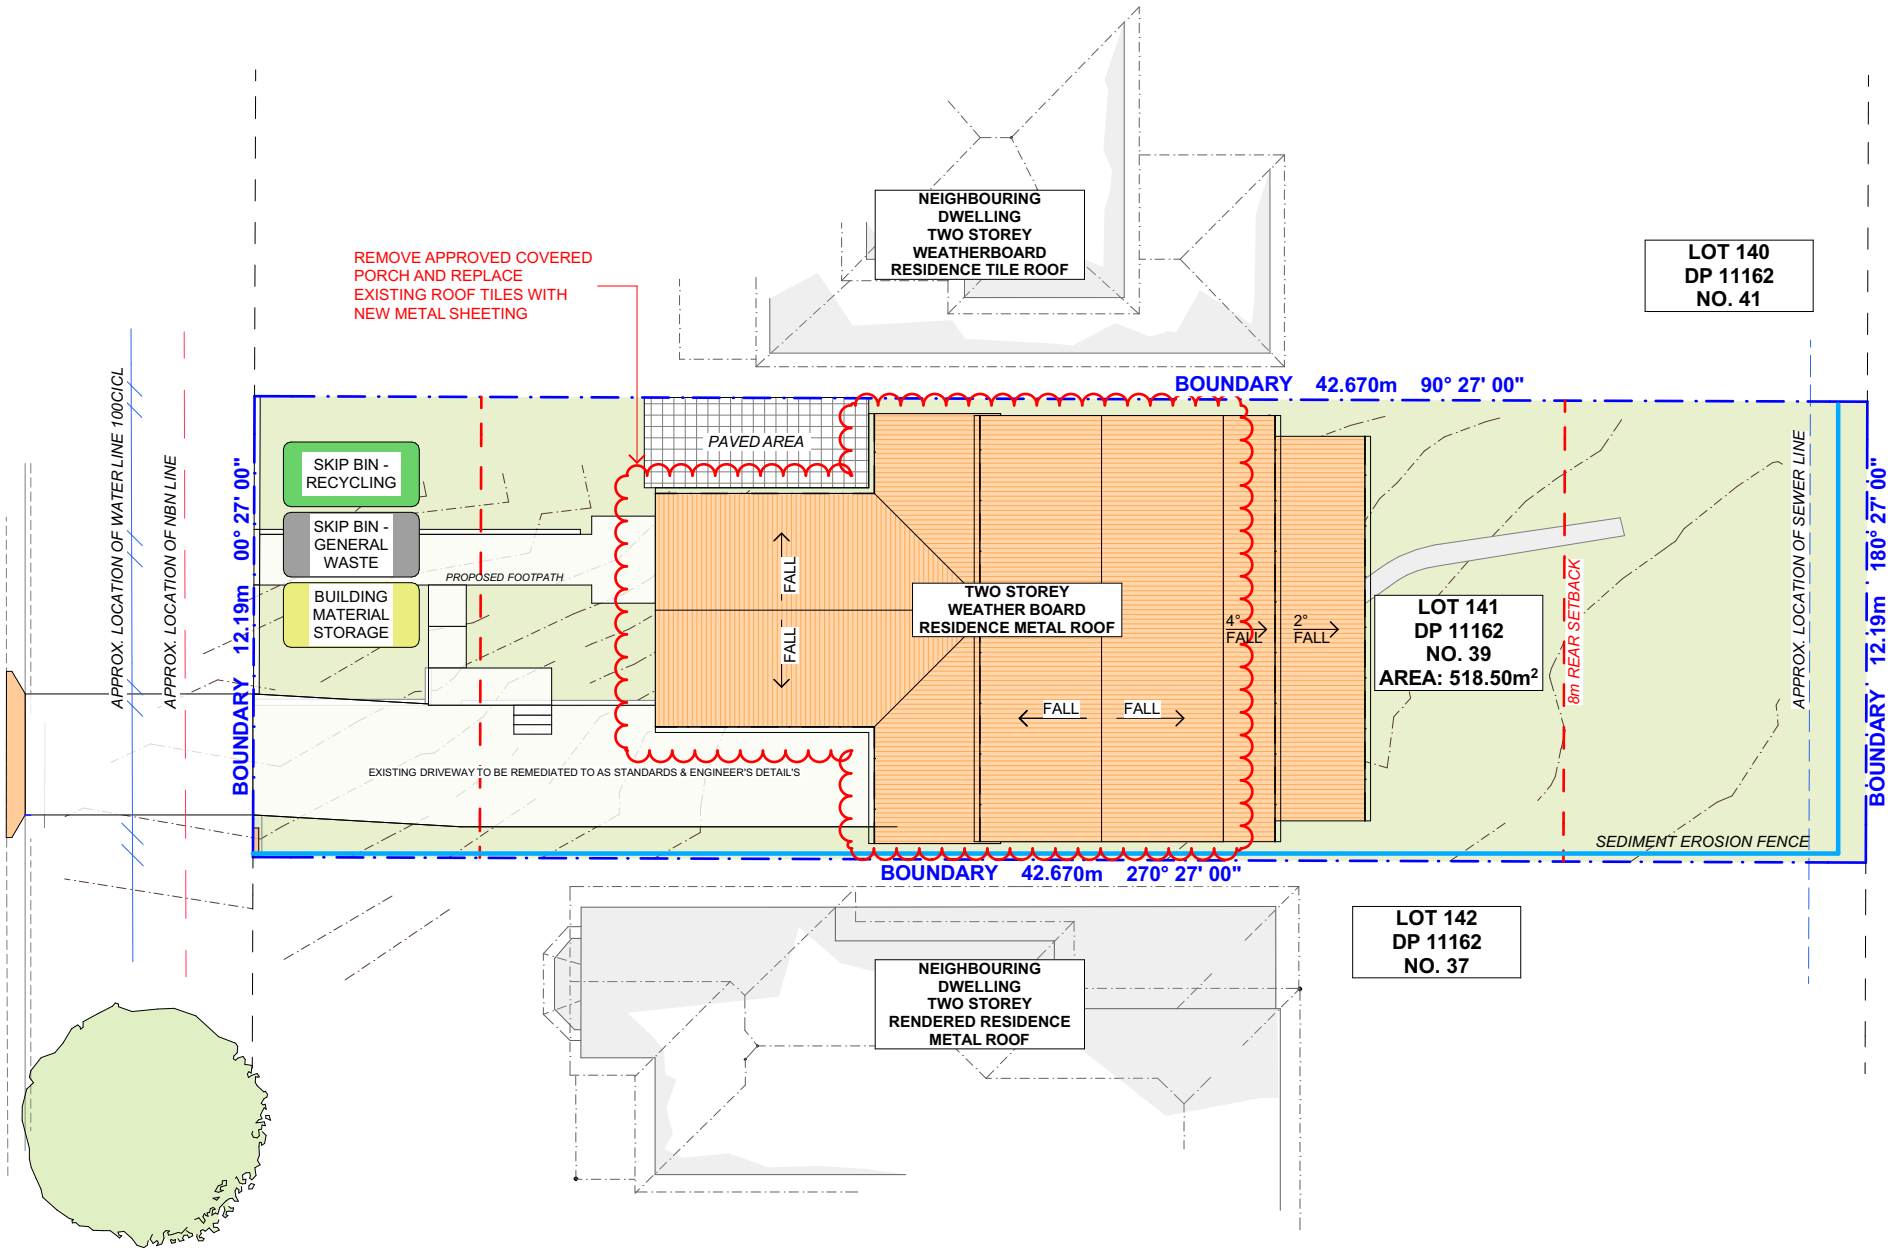 NEIGHBOURING
DWELLING
TWO STOREY
WEATHERBOARD
RESIDENCE TILE ROOF
LOT 140
DP 11162
NO. 41
REMOVE APPROVED COVERED
PORCH AND REPLACE
EXISTING ROOF TILES WITH
NEW METAL SHEETING
BOUNDARY 42.670m 90° 27' 00"
APPROX. LOCATION OF WATER LINE 100CICL
APPROX. LOCATION OF NBN LINE
BOUNDARY 12.19m 00° 27' 00"
SKIP BIN -
RECYCLING
SKIP BIN -
GENERAL
WASTE
BUILDING
MATERIAL
STORAGE
PAVED AREA
PROPOSED FOOTPATH
FALL
FALL
TWO STOREY
WEATHER BOARD
RESIDENCE METAL ROOF
4°
FALL
2°
FALL
FALL
FALL
LOT 141
DP 11162
NO. 39
AREA: 518.50m²
8m REAR SETBACK
APPROX. LOCATION OF SEWER LINE
BOUNDARY 12.19m 180° 27' 00"
EXISTING DRIVEWAY TO BE REMEDIATED TO AS STANDARDS & ENGINEER'S DETAIL'S
SEDIMENT EROSION FENCE
BOUNDARY 42.670m 270° 27' 00"
LOT 142
DP 11162
NO. 37
NEIGHBOURING
DWELLING
TWO STOREY
RENDERED RESIDENCE
METAL ROOF